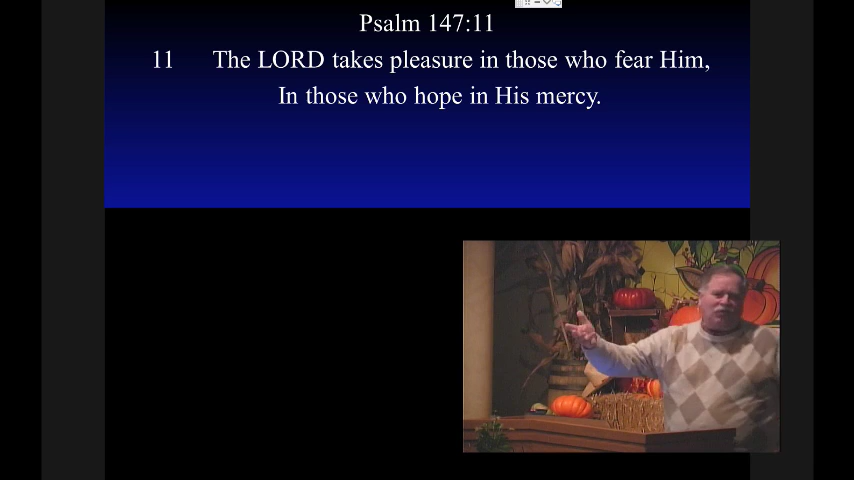 Psalm 147:11
11 The LORD takes pleasure in those who fear Him,
In those who hope in His mercy.